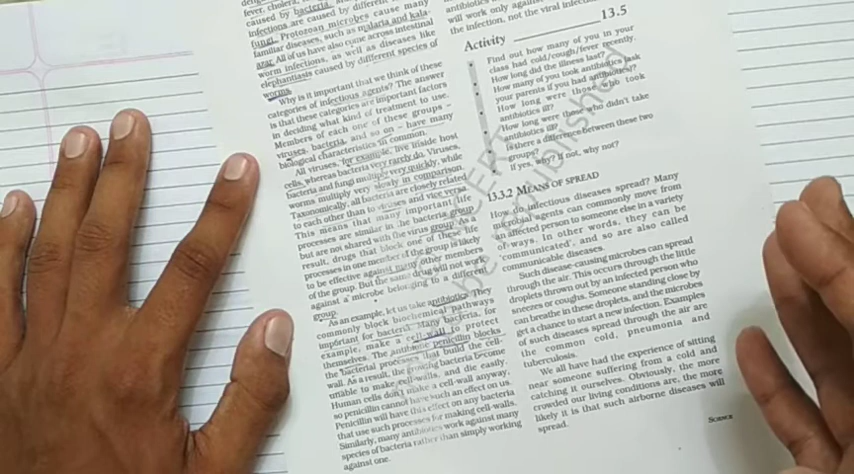 fever, cholera,
caused by bacteria
infections are caused by different
fungi. Protozoan microbes cause many
familiar diseases, such as malaria and kala-
azar. All of us have also come across intestinal
worm infections, as well as diseases like
elephantiasis caused by different species of
worms.
Why is it important that we think of these
categories of infectious agents? The answer
is that these categories are important factors
in deciding what kind of treatment to use.
Members of each one of these groups –
viruses, bacteria, and so on – have many
biological characteristics in common.
All viruses, for example, live inside host
cells, whereas bacteria very rarely do. Viruses,
bacteria and fungi multiply very quickly, while
worms multiply very slowly in comparison.
Taxonomically, all bacteria are closely related
to each other than to viruses and vice versa.
This means that many important life
processes are similar in the bacteria group
but are not shared with the virus group. As a
result, drugs that block one of these life
processes in one member of the group is likely
to be effective against many other members
of the group. But the same drug will not work
against a microbe belonging to a different
group.
As an example, let us take antibiotics. They
commonly block biochemical pathways
important for bacteria. Many bacteria, for
example, make a cell-wall to protect
themselves. The antibiotic penicillin blocks
the bacterial processes that build the cell-
wall. As a result, the growing bacteria become
unable to make cell-walls, and die easily.
Human cells don't make a cell-wall anyway,
so penicillin cannot have such an effect on us.
Penicillin will have this effect on any bacteria
that use such processes for making cell-walls.
Similarly, many antibiotics work against many
species of bacteria rather than simply working
against one.
antibiotics
will work only against
the infection, not the viral infection.
Activity 13.5
Find out how many of you in your
class had cold/cough/fever recently.
How long did the illness last?
How many of you took antibiotics (ask
your parents if you had antibiotics)?
How long were those who took
antibiotics ill?
How long were those who didn't take
antibiotics ill?
Is there a difference between these two
groups?
If yes, why? If not, why not?
13.3.2 MEANS OF SPREAD
How do infectious diseases spread? Many
microbial agents can commonly move from
an affected person to someone else in a variety
of ways. In other words, they can be
'communicated', and so are also called
communicable diseases.
Such disease-causing microbes can spread
through the air. This occurs through the little
droplets thrown out by an infected person who
sneezes or coughs. Someone standing close by
can breathe in these droplets, and the microbes
get a chance to start a new infection. Examples
of such diseases spread through the air are
the common cold, pneumonia and
tuberculosis.
We all have had the experience of sitting
near someone suffering from a cold and
catching it ourselves. Obviously, the more
crowded our living conditions are, the more
likely it is that such airborne diseases will
spread.
SCIENCE